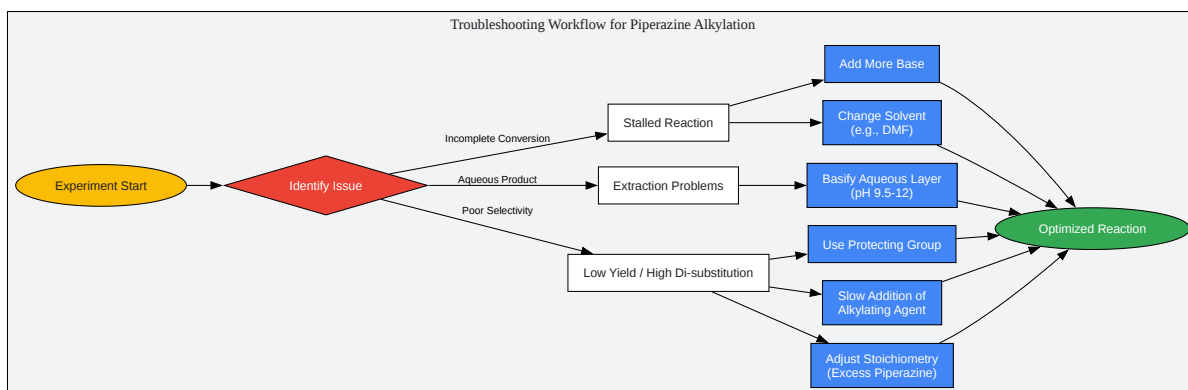 Troubleshooting Workflow for Piperazine Alkylation
Experiment Start
Identify Issue
Incomplete Conversion
Aqueous Product
Poor Selectivity
Stalled Reaction
Extraction Problems
Low Yield / High Di-substitution
Add More Base
Change Solvent
(e.g., DMF)
Basify Aqueous Layer
(pH 9.5-12)
Use Protecting Group
Slow Addition of
Alkylating Agent
Adjust Stoichiometry
(Excess Piperazine)
Optimized Reaction